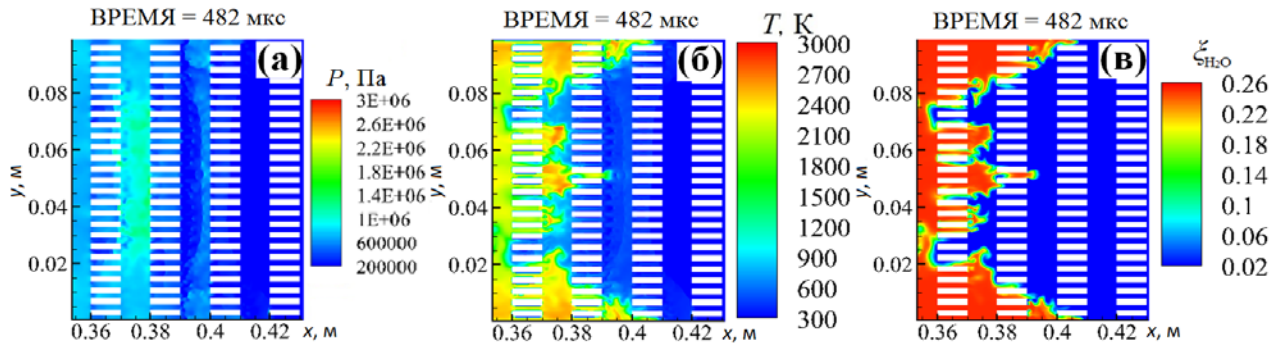 ВРЕМЯ = 482 мкс
(а)
P, Па
3E+06
2.6E+06
2.2E+06
1.8E+06
1.4E+06
1E+06
600000
200000
y, м
0.08
0.06
0.04
0.02
0.36
0.38
0.4
0.42
x, м
ВРЕМЯ = 482 мкс
(б)
T, К
3000
2700
2400
2100
1800
1500
1200
900
600
300
y, м
0.08
0.06
0.04
0.02
0.36
0.38
0.4
0.42
x, м
ВРЕМЯ = 482 мкс
(в)
ξH₂O
0.26
0.22
0.18
0.14
0.1
0.06
0.02
y, м
0.08
0.06
0.04
0.02
0.36
0.38
0.4
0.42
x, м